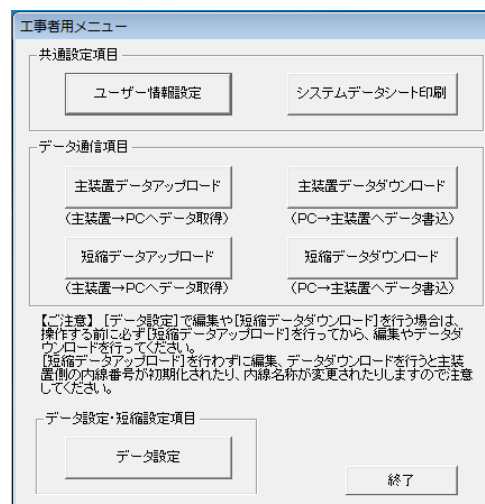 工事者用メニュー
共通設定項目
ユーザー情報設定
システムデータシート印刷
データ通信項目
主装置データアップロード
主装置データダウンロード
(主装置→PCへデータ取得)
(PC→主装置へデータ書込)
短縮データアップロード
短縮データダウンロード
(主装置→PCへデータ取得)
(PC→主装置へデータ書込)
【ご注意】 [データ設定]で編集や[短縮データダウンロード]を行う場合は、
操作する前に必ず[短縮データアップロード]を行ってから、編集やデータダ
ウンロードを行ってください。
[短縮データアップロード]を行わずに編集、データダウンロードを行うと主装
置側の内線番号が初期化されたり、内線名称が変更されたりしますので注意
してください。
データ設定・短縮設定項目
データ設定
終了